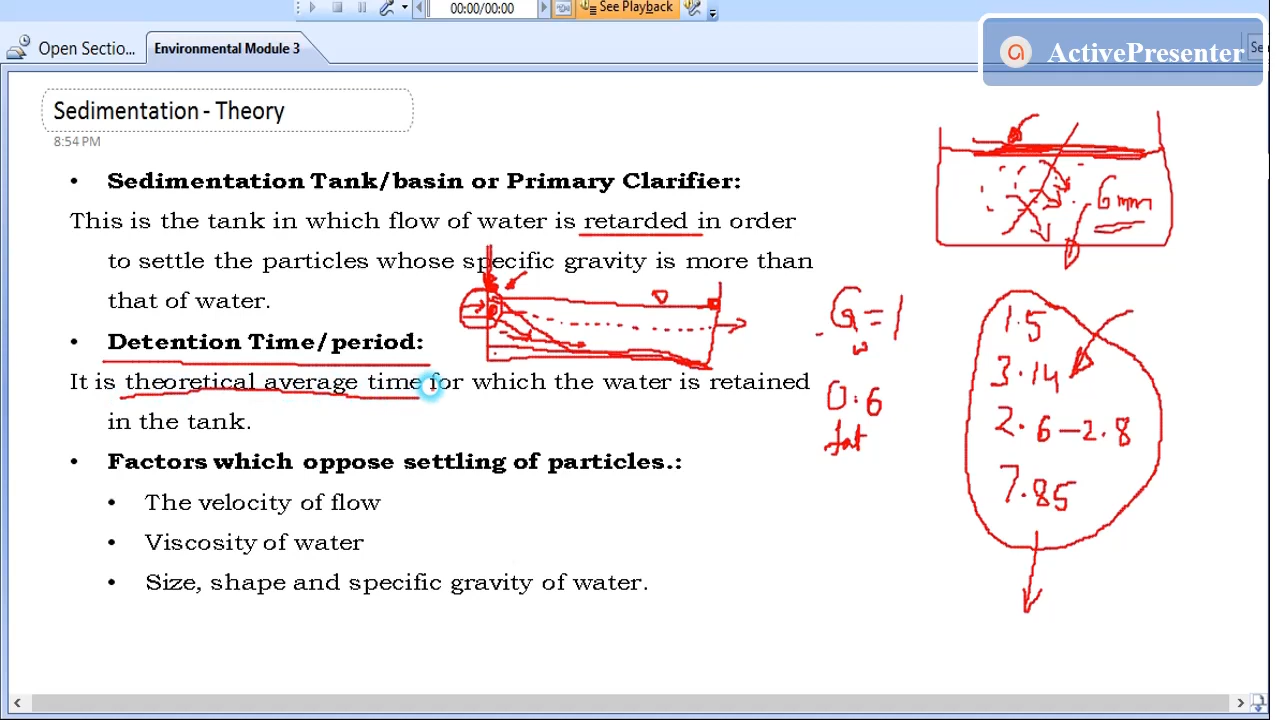 00:00/00:00
See Playback
Open Sectio...
Environmental Module 3
ActivePresenter
Se
Sedimentation - Theory
8:54 PM
• Sedimentation Tank/basin or Primary Clarifier:
This is the tank in which flow of water is retarded in order
to settle the particles whose specific gravity is more than
that of water.
• Detention Time/period:
It is theoretical average time for which the water is retained
in the tank.
• Factors which oppose settling of particles.:
• The velocity of flow
• Viscosity of water
• Size, shape and specific gravity of water.
6mm
Gw = 1
0.6
fat
1.5
3.14
2.6-2.8
7.85